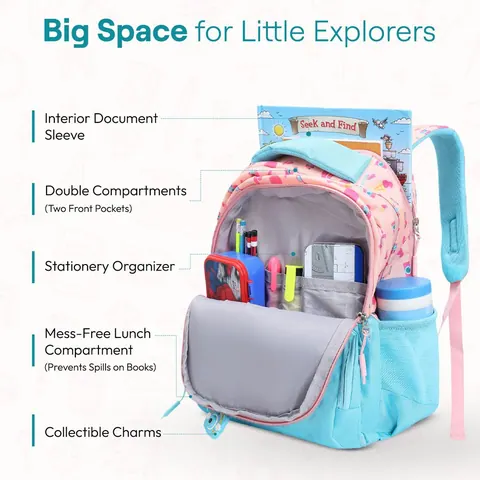 Big Space for Little Explorers
Interior Document
Sleeve
Seek and Find
Double Compartments
(Two Front Pockets)
Stationery Organizer
Mess-Free Lunch
Compartment
(Prevents Spills on Books)
Collectible Charms